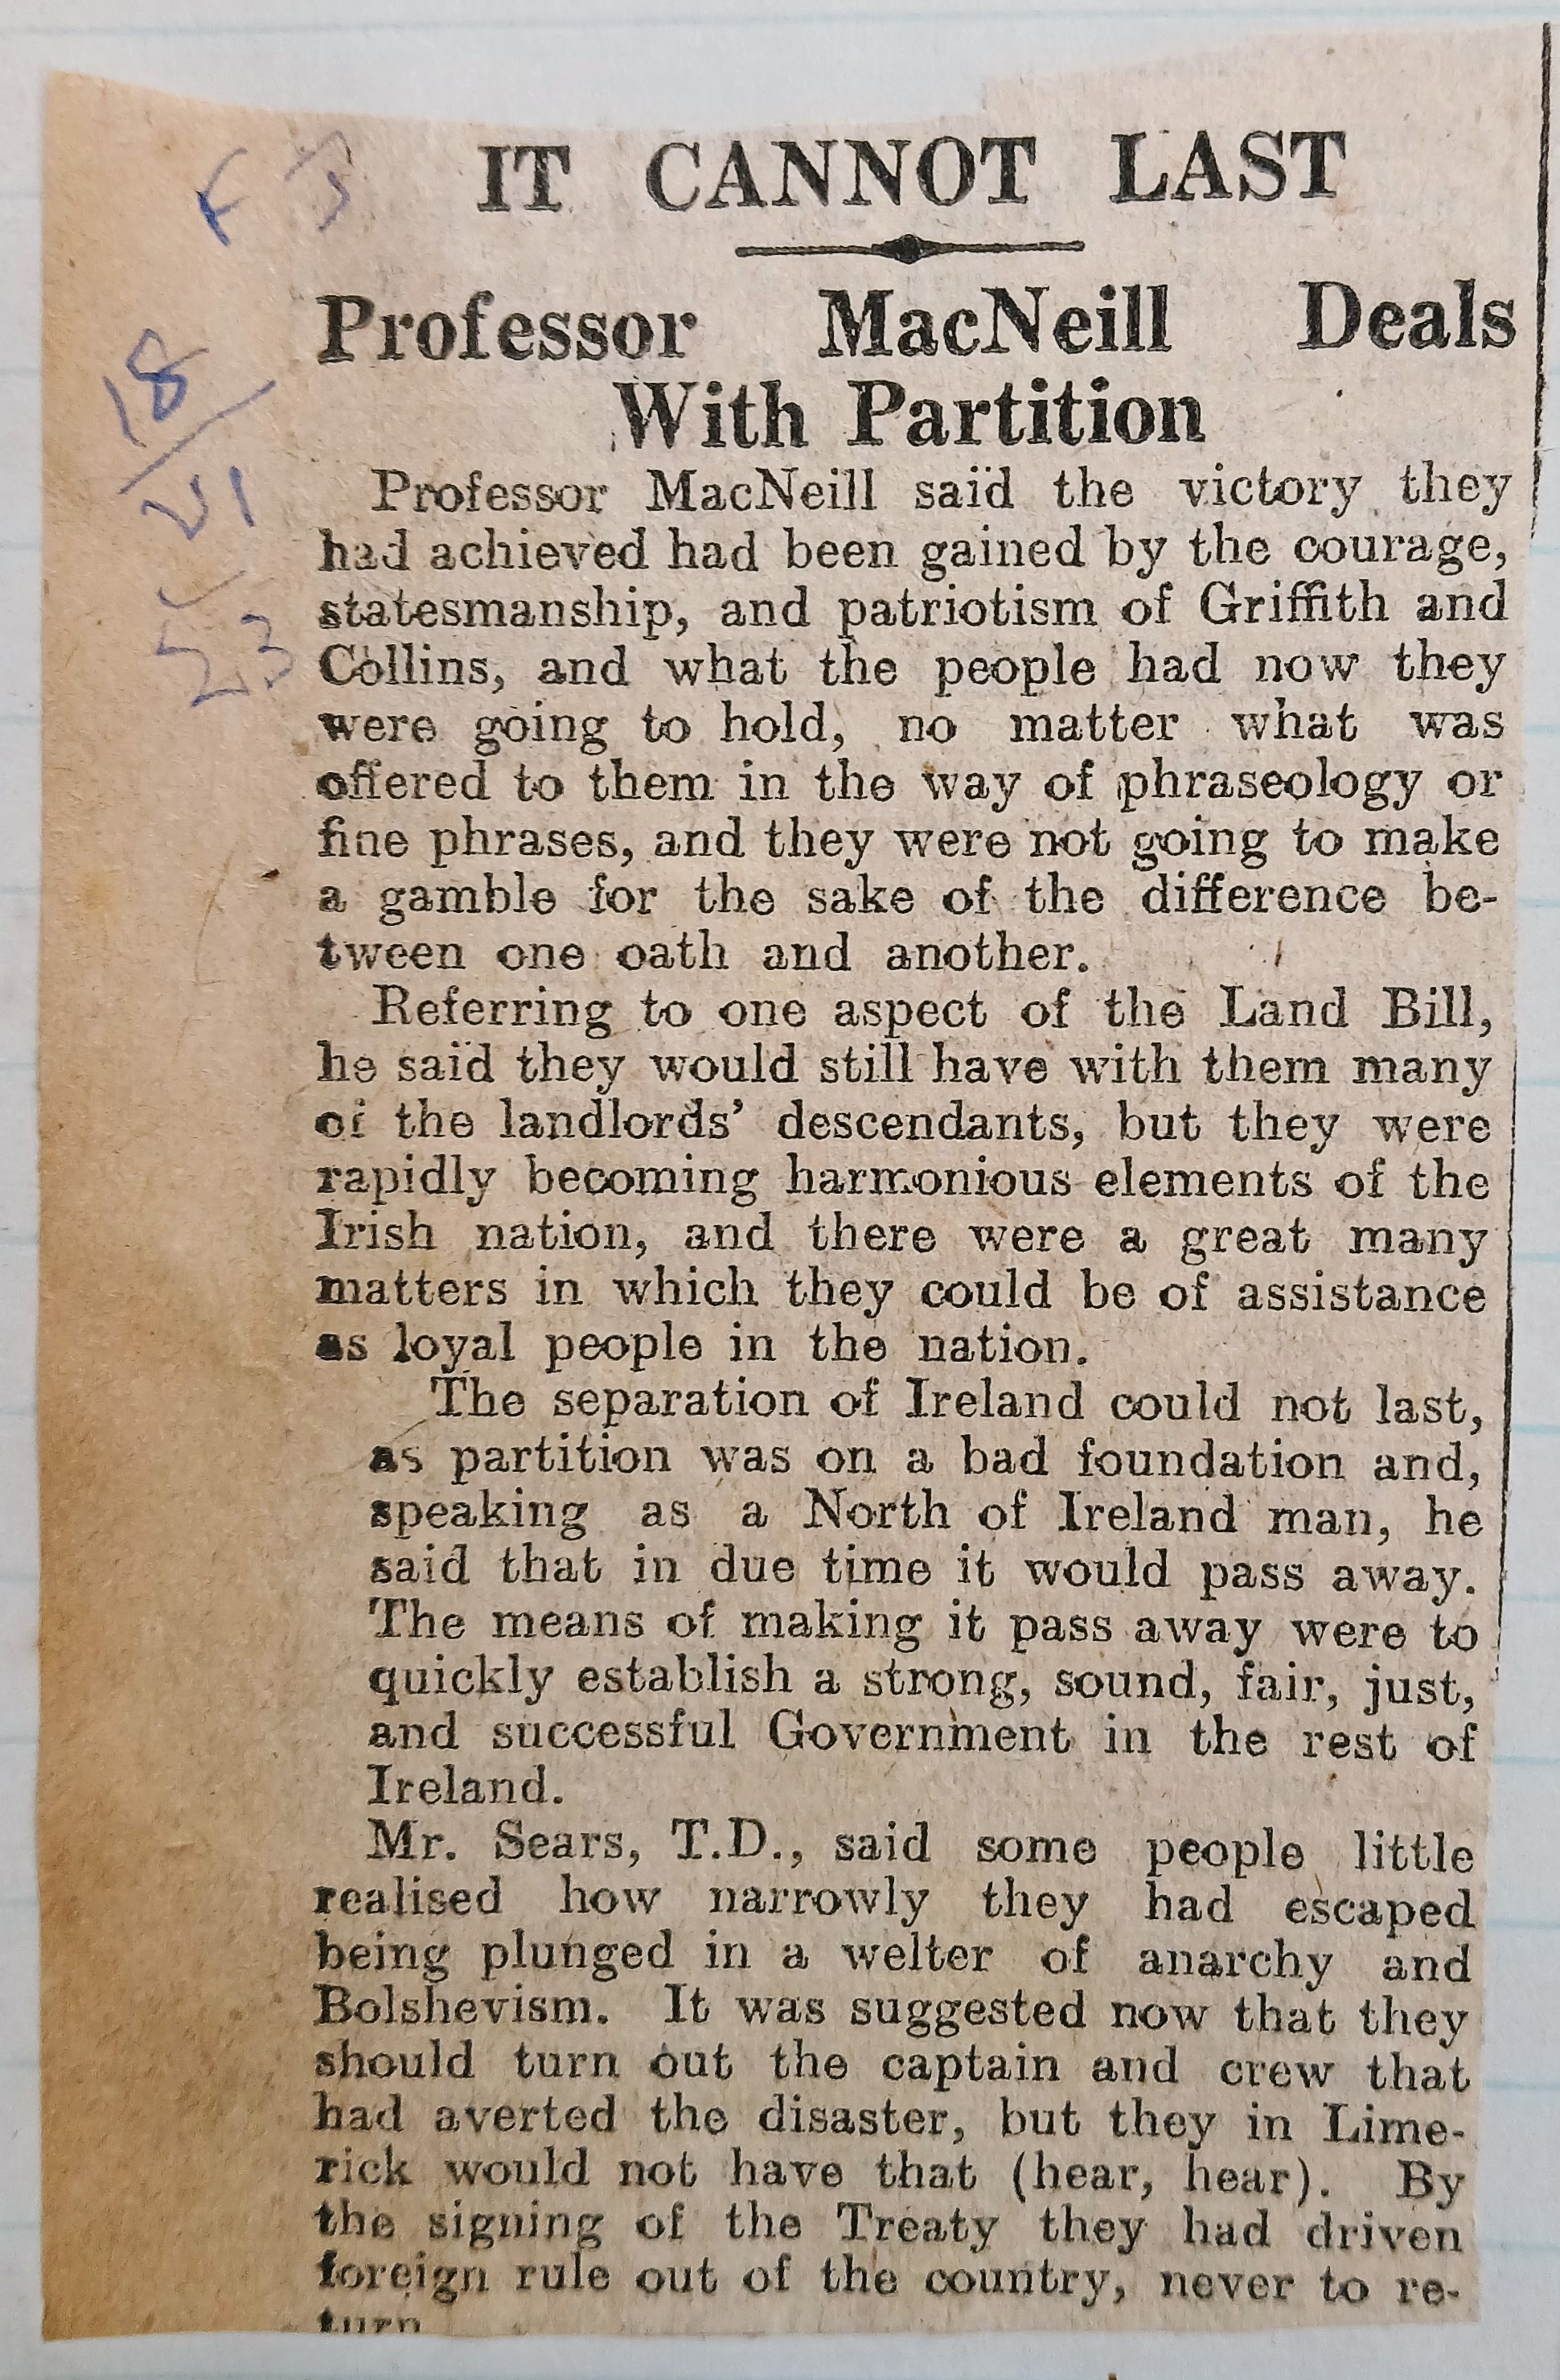 F J
IT CANNOT LAST
Professor MacNeill Deals
With Partition
18
VI
23
Professor MacNeill said the victory they
had achieved had been gained by the courage,
statesmanship, and patriotism of Griffith and
Collins, and what the people had now they
were going to hold, no matter what was
offered to them in the way of phraseology or
fine phrases, and they were not going to make
a gamble for the sake of the difference be-
tween one oath and another.
Referring to one aspect of the Land Bill,
he said they would still have with them many
of the landlords' descendants, but they were
rapidly becoming harmonious elements of the
Irish nation, and there were a great many
matters in which they could be of assistance
as loyal people in the nation.
The separation of Ireland could not last,
as partition was on a bad foundation and,
speaking as a North of Ireland man, he
said that in due time it would pass away.
The means of making it pass away were to
quickly establish a strong, sound, fair, just,
and successful Government in the rest of
Ireland.
Mr. Sears, T.D., said some people little
realised how narrowly they had escaped
being plunged in a welter of anarchy and
Bolshevism. It was suggested now that they
should turn out the captain and crew that
had averted the disaster, but they in Lime-
rick would not have that (hear, hear). By
the signing of the Treaty they had driven
foreign rule out of the country, never to re-
turn